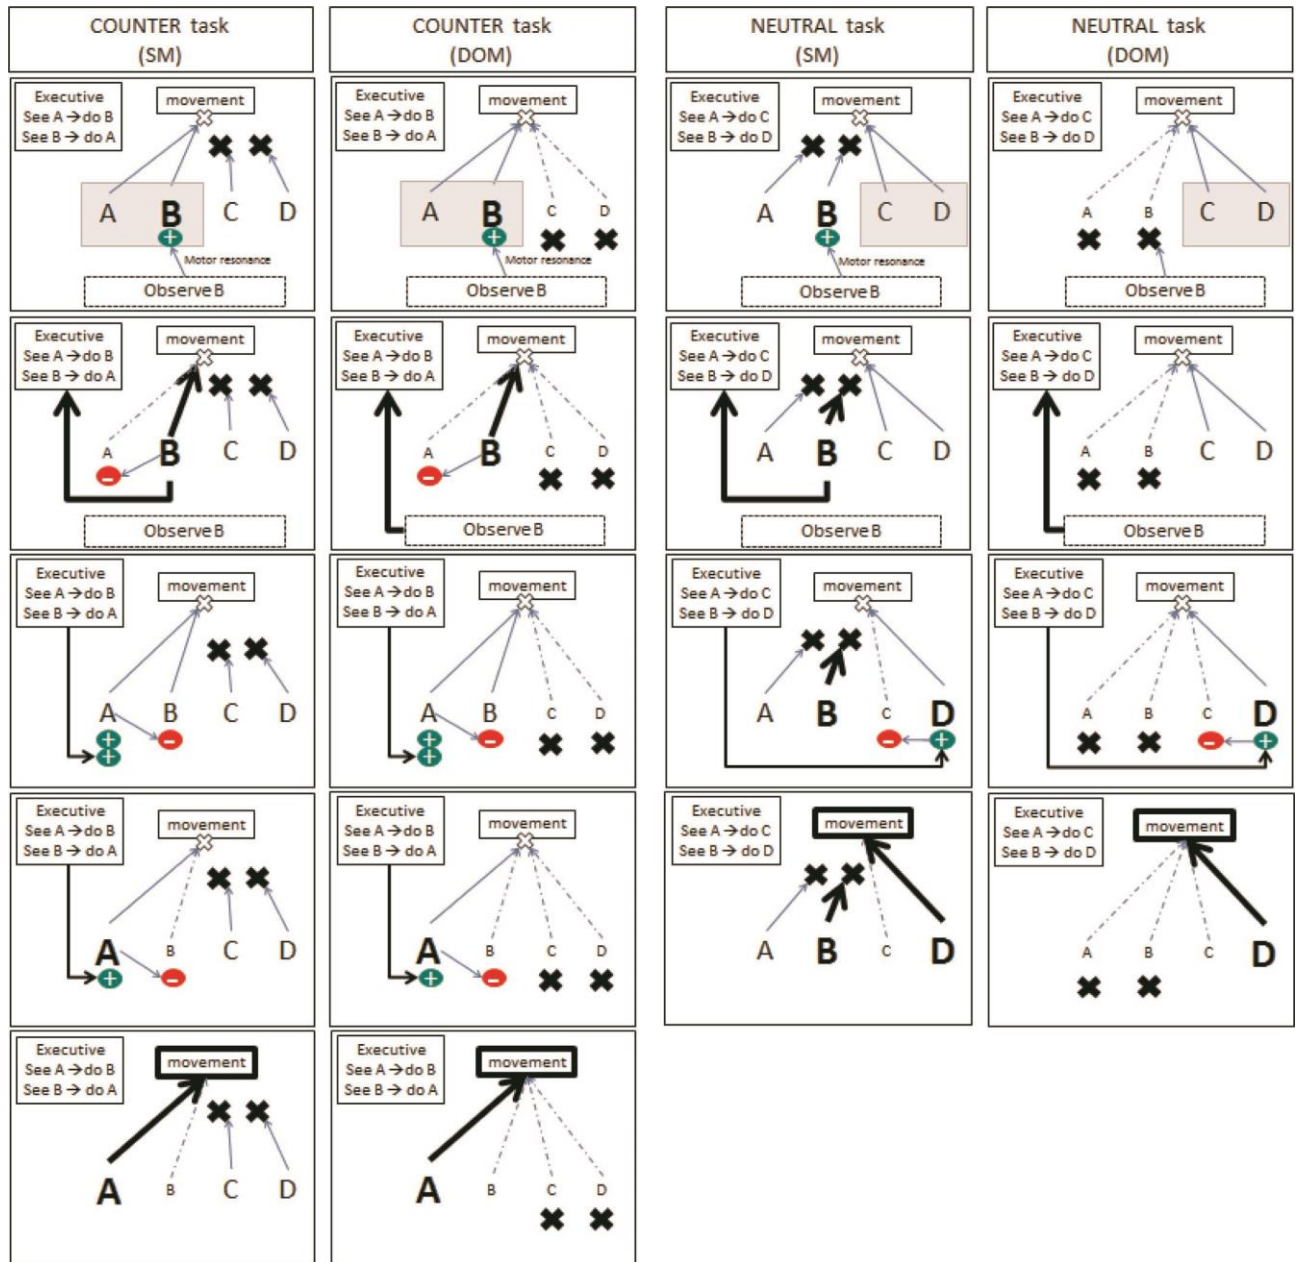 COUNTER task
(SM)
COUNTER task
(DOM)
NEUTRAL task
(SM)
NEUTRAL task
(DOM)
Executive
See A → do B
See B → do A
movement
A B C D
Motor resonance
Observe B
Executive
See A → do B
See B → do A
movement
A B C D
Motor resonance
Observe B
Executive
See A → do C
See B → do D
movement
A B C D
Motor resonance
Observe B
Executive
See A → do C
See B → do D
movement
A B C D
Observe B
Executive
See A → do B
See B → do A
movement
A B C D
Observe B
Executive
See A → do B
See B → do A
movement
A B C D
Observe B
Executive
See A → do C
See B → do D
movement
A B C D
Observe B
Executive
See A → do C
See B → do D
movement
A B C D
Observe B
Executive
See A → do B
See B → do A
movement
A B C D
Executive
See A → do B
See B → do A
movement
A B C D
Executive
See A → do C
See B → do D
movement
A B C D
Executive
See A → do C
See B → do D
movement
A B C D
Executive
See A → do B
See B → do A
movement
A B C D
Executive
See A → do B
See B → do A
movement
A B C D
Executive
See A → do C
See B → do D
movement
A B C D
Executive
See A → do C
See B → do D
movement
A B C D
Executive
See A → do B
See B → do A
movement
A B C D
Executive
See A → do B
See B → do A
movement
A B C D